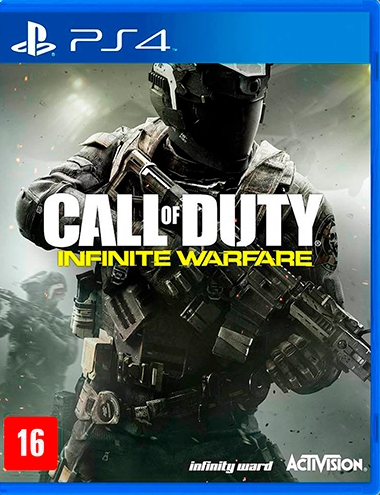 PS4
CALL OF DUTY
INFINITE WARFARE
16
infinity ward ACTIVISION